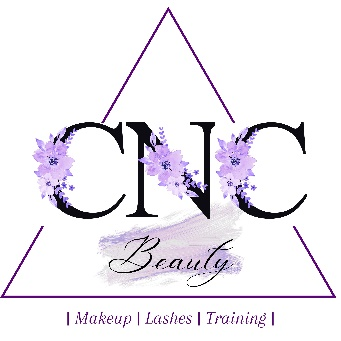 CNC
Beauty
| Makeup | Lashes | Training |